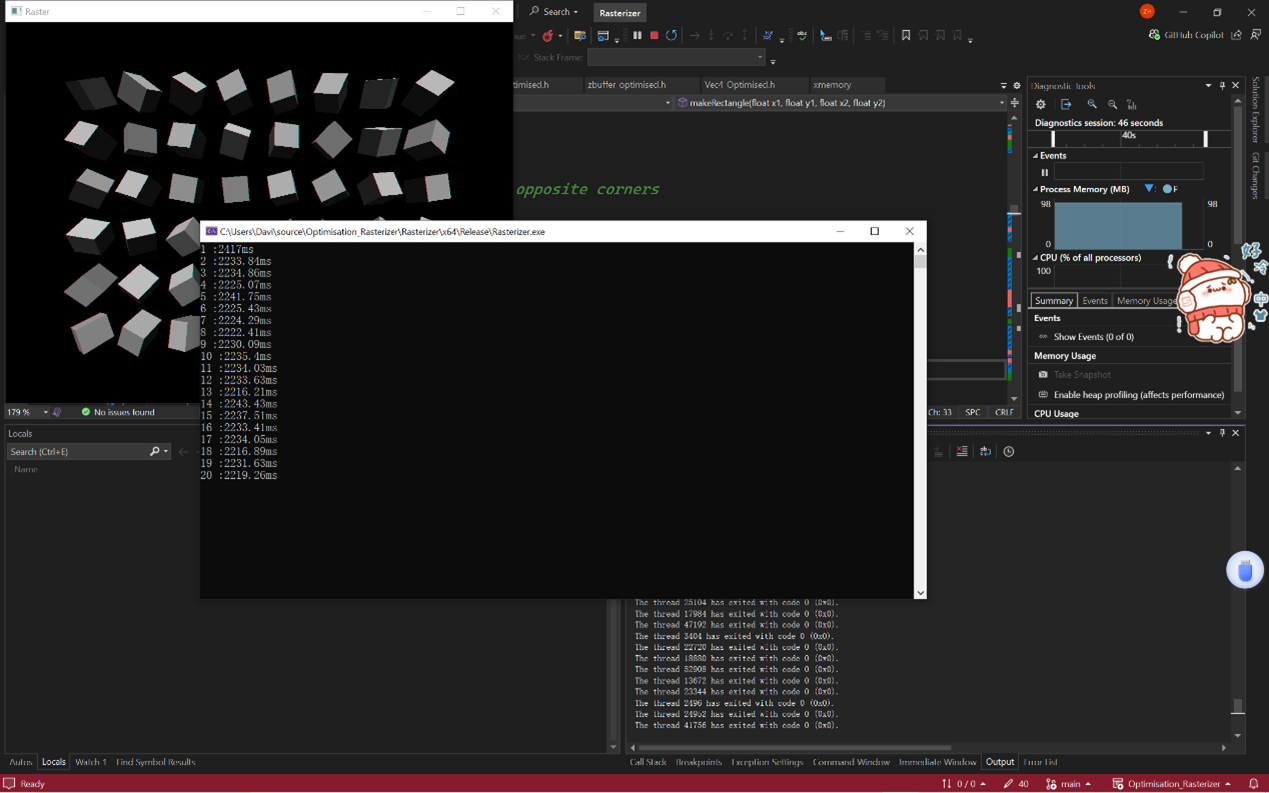 Raster
Search
Rasterizer
ZH
GitHub Copilot
Stack Frame:
timised.h
zbuffer optimised.h
Vec4 Optimised.h
xmemory
makeRectangle(float x1, float y1, float x2, float y2)
opposite corners
Diagnostic Tools
Diagnostics session: 46 seconds
40s
Events
Process Memory (MB)
98
98
0
0
CPU (% of all processors)
100
Summary
Events
Memory Usage
Events
Show Events (0 of 0)
Memory Usage
Take Snapshot
Enable heap profiling (affects performance)
CPU Usage
Solution Explorer
Git Changes
好
冷
中
C:\Users\Davi\source\Optimisation_Rasterizer\Rasterizer\x64\Release\Rasterizer.exe
1 :2417ms
2 :2233.84ms
3 :2234.86ms
4 :2225.07ms
5 :2241.75ms
6 :2225.43ms
7 :2224.29ms
8 :2222.41ms
9 :2230.09ms
10 :2235.4ms
11 :2234.03ms
12 :2233.63ms
13 :2216.21ms
14 :2243.43ms
15 :2237.51ms
16 :2233.41ms
17 :2234.05ms
18 :2216.89ms
19 :2231.63ms
20 :2219.26ms
179 %
No issues found
Ch: 33
SPC
CRLF
Locals
Search (Ctrl+E)
Name
The thread 25104 has exited with code 0 (0x0).
The thread 17984 has exited with code 0 (0x0).
The thread 47192 has exited with code 0 (0x0).
The thread 3404 has exited with code 0 (0x0).
The thread 22720 has exited with code 0 (0x0).
The thread 18880 has exited with code 0 (0x0).
The thread 52908 has exited with code 0 (0x0).
The thread 13672 has exited with code 0 (0x0).
The thread 23344 has exited with code 0 (0x0).
The thread 2496 has exited with code 0 (0x0).
The thread 24952 has exited with code 0 (0x0).
The thread 41756 has exited with code 0 (0x0).
Autos
Locals
Watch 1
Find Symbol Results
Call Stack
Breakpoints
Exception Settings
Command Window
Immediate Window
Output
Error List
Ready
0 / 0
40
main
Optimisation_Rasterizer